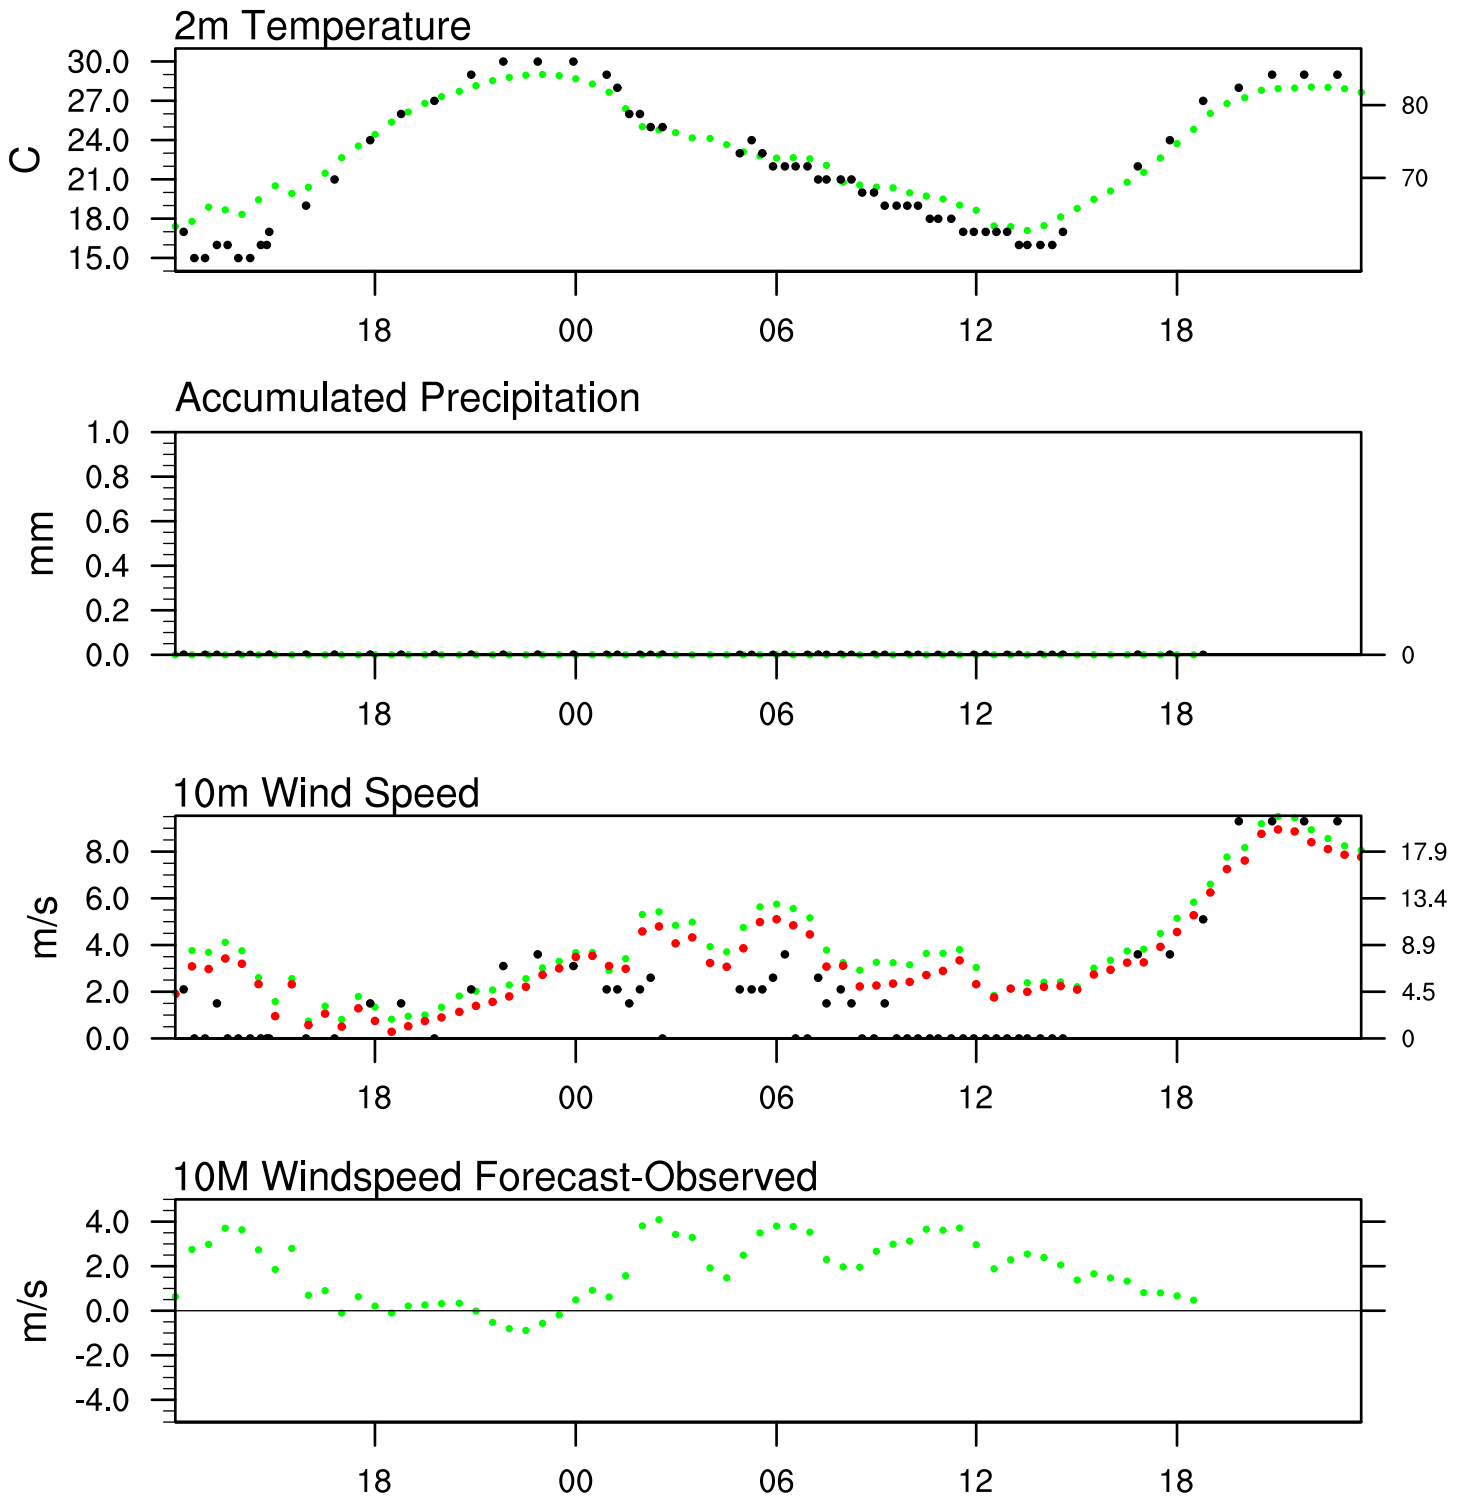 2m Temperature
30.0
27.0
24.0
21.0
18.0
15.0
C
80
70
18 00 06 12 18
Accumulated Precipitation
1.0
0.8
0.6
0.4
0.2
0.0
mm
0
18 00 06 12 18
10m Wind Speed
8.0
6.0
4.0
2.0
0.0
m/s
17.9
13.4
8.9
4.5
0
18 00 06 12 18
10M Windspeed Forecast-Observed
4.0
2.0
0.0
-2.0
-4.0
m/s
18 00 06 12 18